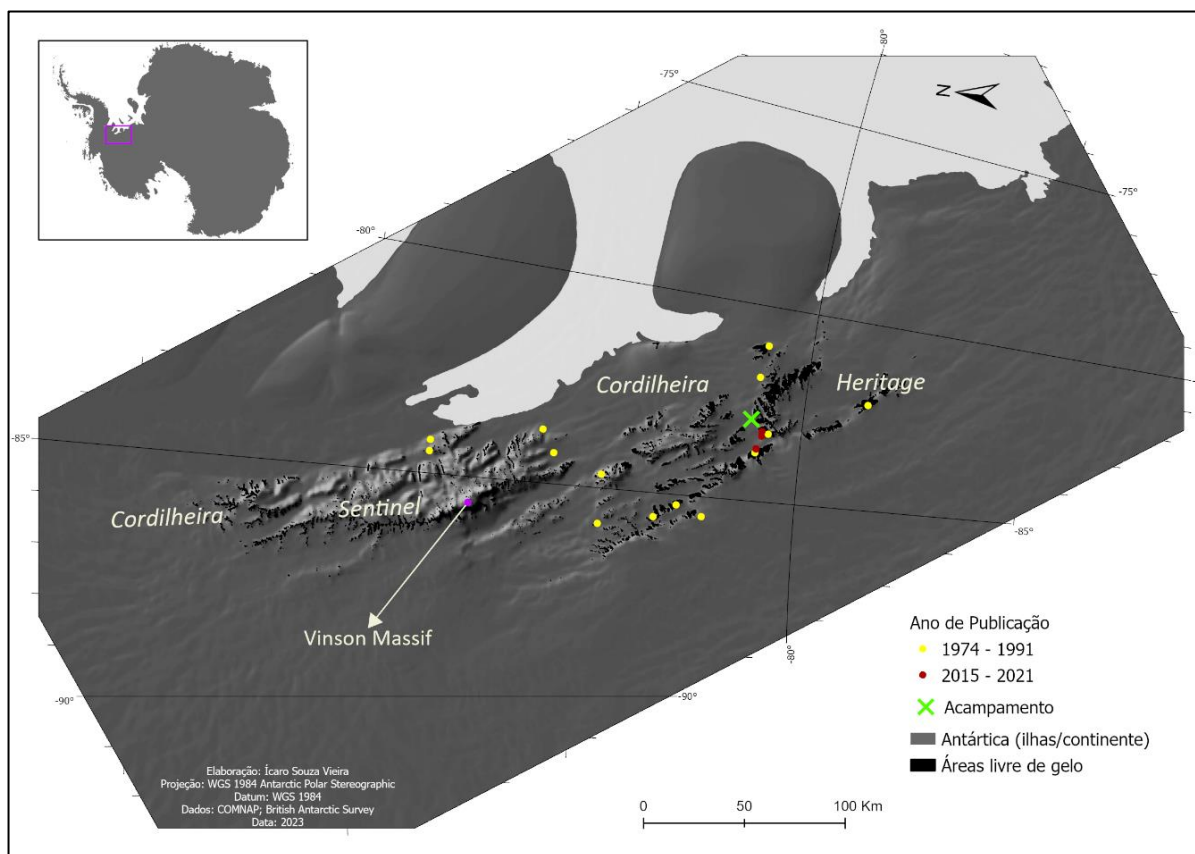 -80°
-75°
N
-75°
-80°
Cordilheira
Heritage
-85°
Sentinel
Cordilheira
-85°
Vinson Massif
-80°
-90°
-90°
Ano de Publicação
1974 - 1991
2015 - 2021
Acampamento
Antártica (ilhas/continente)
Áreas livre de gelo
Elaboração: Ícaro Souza Vieira
Projeção: WGS 1984 Antarctic Polar Stereographic
Datum: WGS 1984
Dados: COMNAP; British Antarctic Survey
Data: 2023
0 50 100 Km